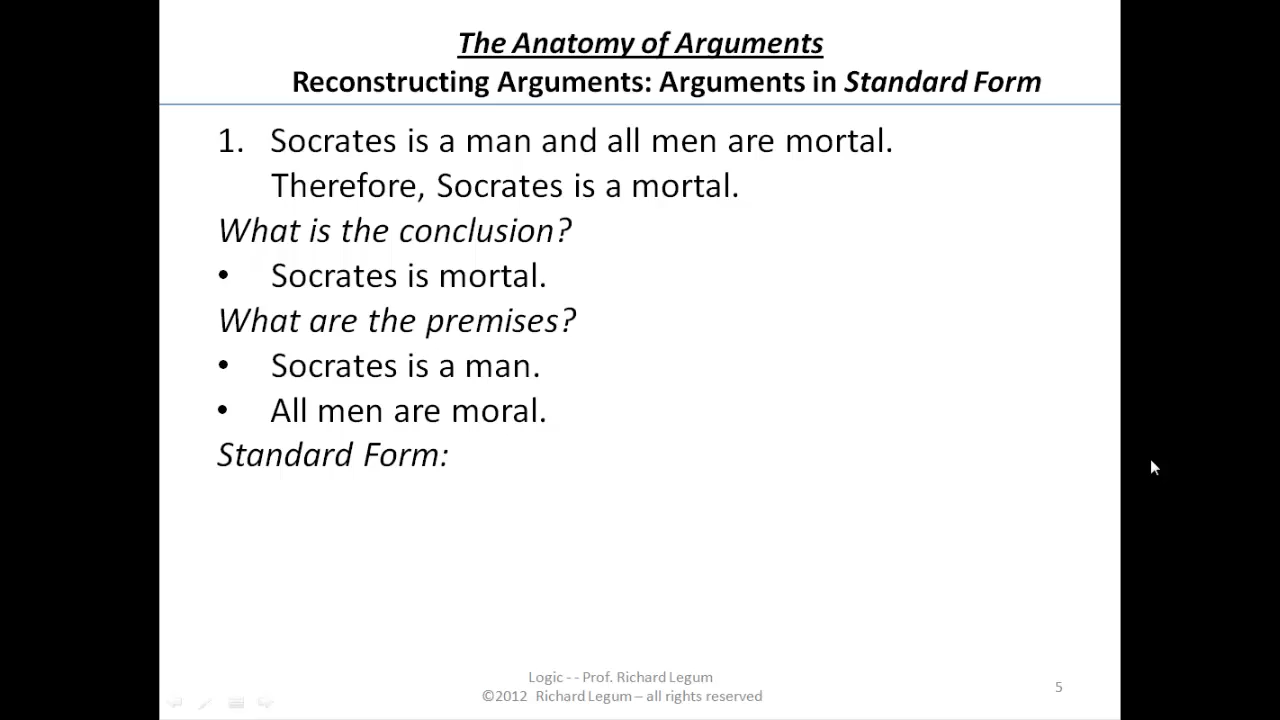 The Anatomy of Arguments
Reconstructing Arguments: Arguments in Standard Form
1. Socrates is a man and all men are mortal.
Therefore, Socrates is a mortal.
What is the conclusion?
• Socrates is mortal.
What are the premises?
• Socrates is a man.
• All men are moral.
Standard Form:
Logic - - Prof. Richard Legum
©2012 Richard Legum – all rights reserved
5